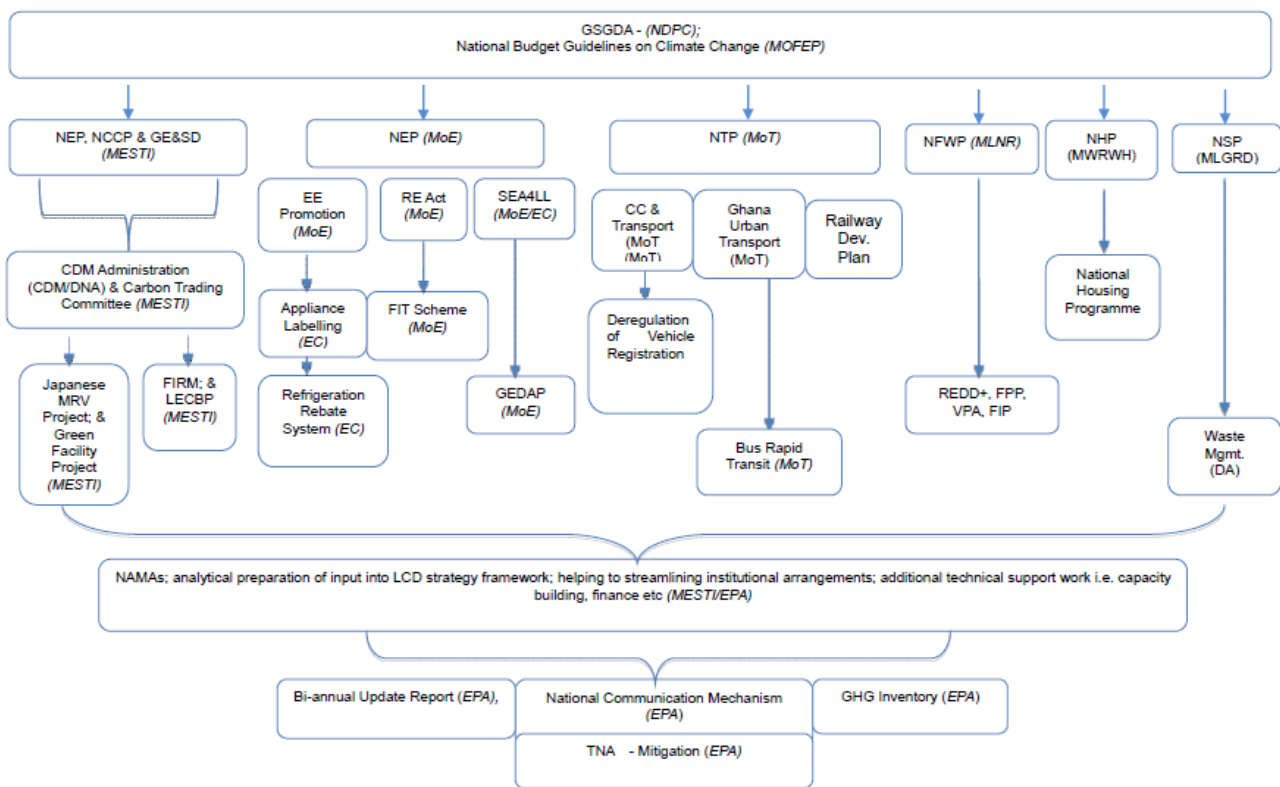 GSGDA - (NDPC);
National Budget Guidelines on Climate Change (MOFEP)
NEP, NCCP & GE&SD
(MESTI)
NEP (MoE)
NTP (MoT)
NFWP (MLNR)
NHP
(MWRWH)
NSP
(MLGRD)
EE
Promotion
(MoE)
RE Act
(MoE)
SEA4LL
(MoE/EC)
CC &
Transport
(MoT
(MoT)
Ghana
Urban
Transport
(MoT)
Railway
Dev.
Plan
CDM Administration
(CDM/DNA) & Carbon Trading
Committee (MESTI)
Appliance
Labelling
(EC)
FIT Scheme
(MoE)
Deregulation
of Vehicle
Registration
National
Housing
Programme
Japanese
MRV
Project; &
Green
Facility
Project
(MESTI)
FIRM; &
LECBP
(MESTI)
Refrigeration
Rebate
System (EC)
GEDAP
(MoE)
REDD+, FPP,
VPA, FIP
Bus Rapid
Transit (MoT)
Waste
Mgmt.
(DA)
NAMAs; analytical preparation of input into LCD strategy framework; helping to streamlining institutional arrangements; additional technical support work i.e. capacity
building, finance etc (MESTI/EPA)
Bi-annual Update Report (EPA),
National Communication Mechanism
(EPA)
GHG Inventory (EPA)
TNA - Mitigation (EPA)